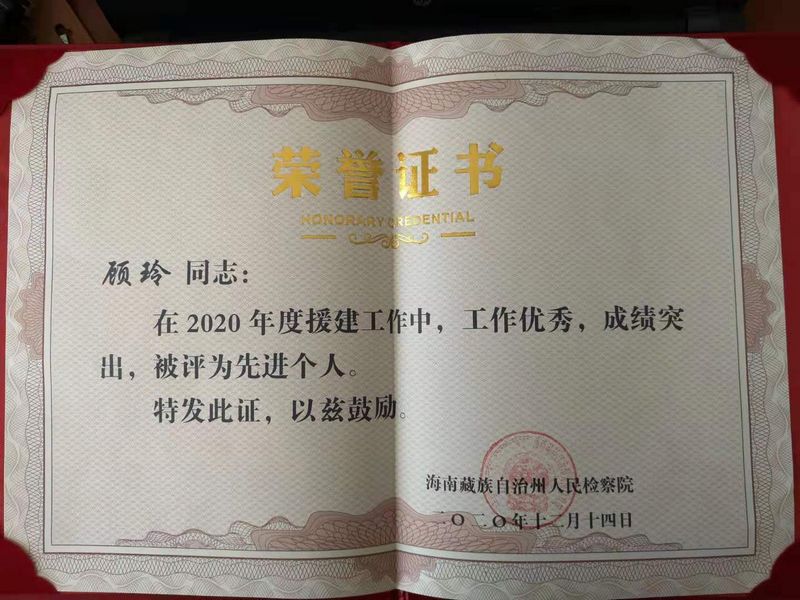 荣誉证书
HONORARY CREDENTIAL
顾玲 同志：
在 2020 年度援建工作中，工作优秀，成绩突
出，被评为先进个人。
特发此证，以兹鼓励。
海南藏族自治州人民检察院
二〇二〇年十二月十四日